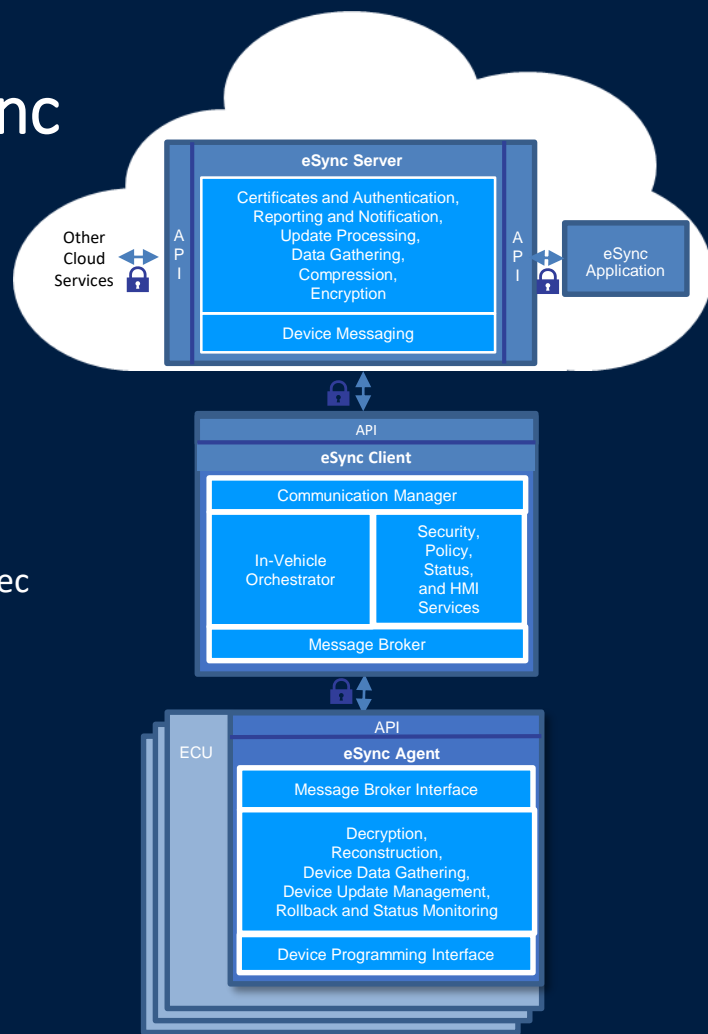 nc
eSync Server
Certificates and Authentication,
Reporting and Notification,
Update Processing,
Data Gathering,
Compression,
Encryption
Device Messaging
Other
Cloud
Services
A
P
I
A
P
I
eSync
Application
API
eSync Client
Communication Manager
In-Vehicle
Orchestrator
Security,
Policy,
Status,
and HMI
Services
Message Broker
ec
ECU
API
eSync Agent
Message Broker Interface
Decryption,
Reconstruction,
Device Data Gathering,
Device Update Management,
Rollback and Status Monitoring
Device Programming Interface